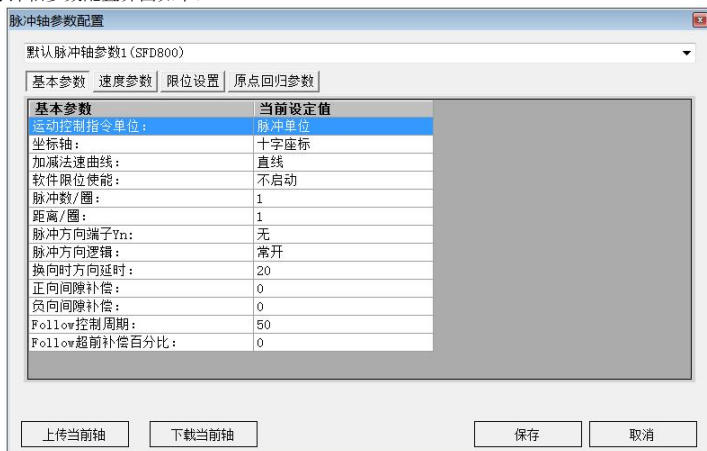 脉冲轴参数配置
默认脉冲轴参数1(SFD800)
基本参数 速度参数 限位设置 原点回归参数
基本参数 当前设定值
运动控制指令单位： 脉冲单位
坐标轴： 十字座标
加减法速曲线： 直线
软件限位使能： 不启动
脉冲数/圈： 1
距离/圈： 1
脉冲方向端子Yn： 无
脉冲方向逻辑： 常开
换向时方向延时： 20
正向间隙补偿： 0
负向间隙补偿： 0
Follow控制周期： 50
Follow超前补偿百分比： 0
上传当前轴 下载当前轴 保存 取消